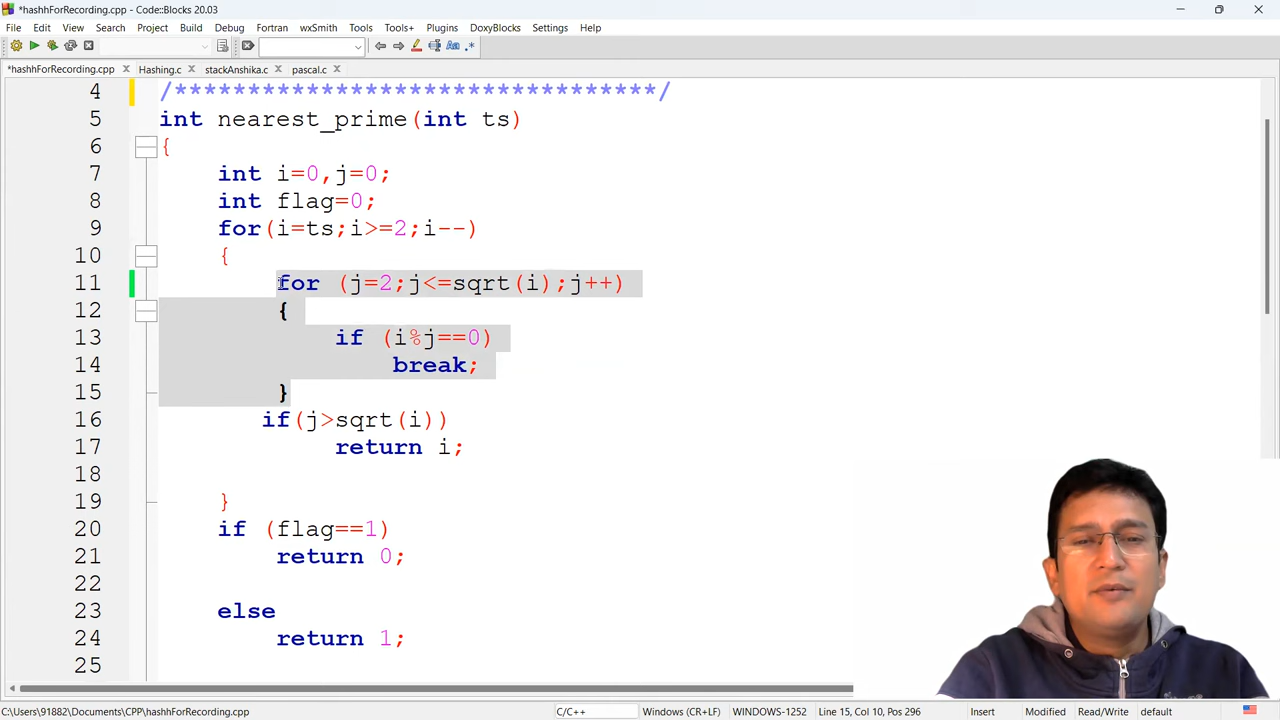 *hashhForRecording.cpp - Code::Blocks 20.03
File Edit View Search Project Build Debug Fortran wxSmith Tools Tools+ Plugins DoxyBlocks Settings Help
*hashhForRecording.cpp Hashing.c stackAnshika.c pascal.c
4 /*********************************/
5 int nearest_prime(int ts)
6 {
7 int i=0,j=0;
8 int flag=0;
9 for(i=ts;i>=2;i--)
10 {
11 for (j=2;j<=sqrt(i);j++)
12 {
13 if (i%j==0)
14 break;
15 }
16 if(j>sqrt(i))
17 return i;
18
19 }
20 if (flag==1)
21 return 0;
22
23 else
24 return 1;
25
C:\Users\91882\Documents\CPP\hashhForRecording.cpp C/C++ Windows (CR+LF) WINDOWS-1252 Line 15, Col 10, Pos 296 Insert Modified Read/Write default